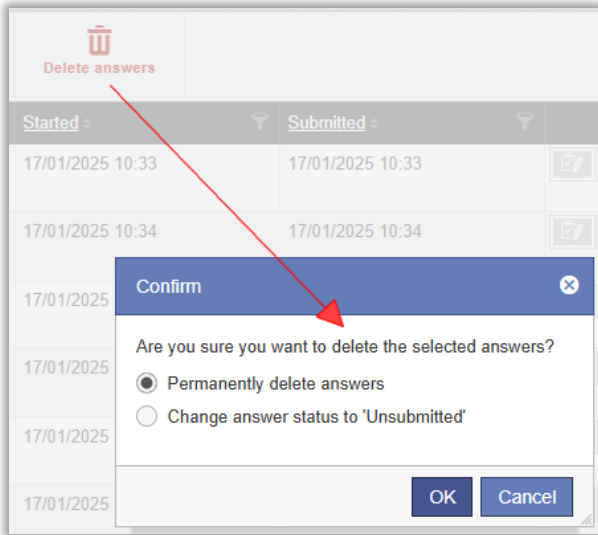 Delete answers
Started Submitted
17/01/2025 10:33 17/01/2025 10:33
17/01/2025 10:34 17/01/2025 10:34
17/01/2025
Confirm
Are you sure you want to delete the selected answers?
17/01/2025
Permanently delete answers
Change answer status to 'Unsubmitted'
17/01/2025
17/01/2025
OK Cancel